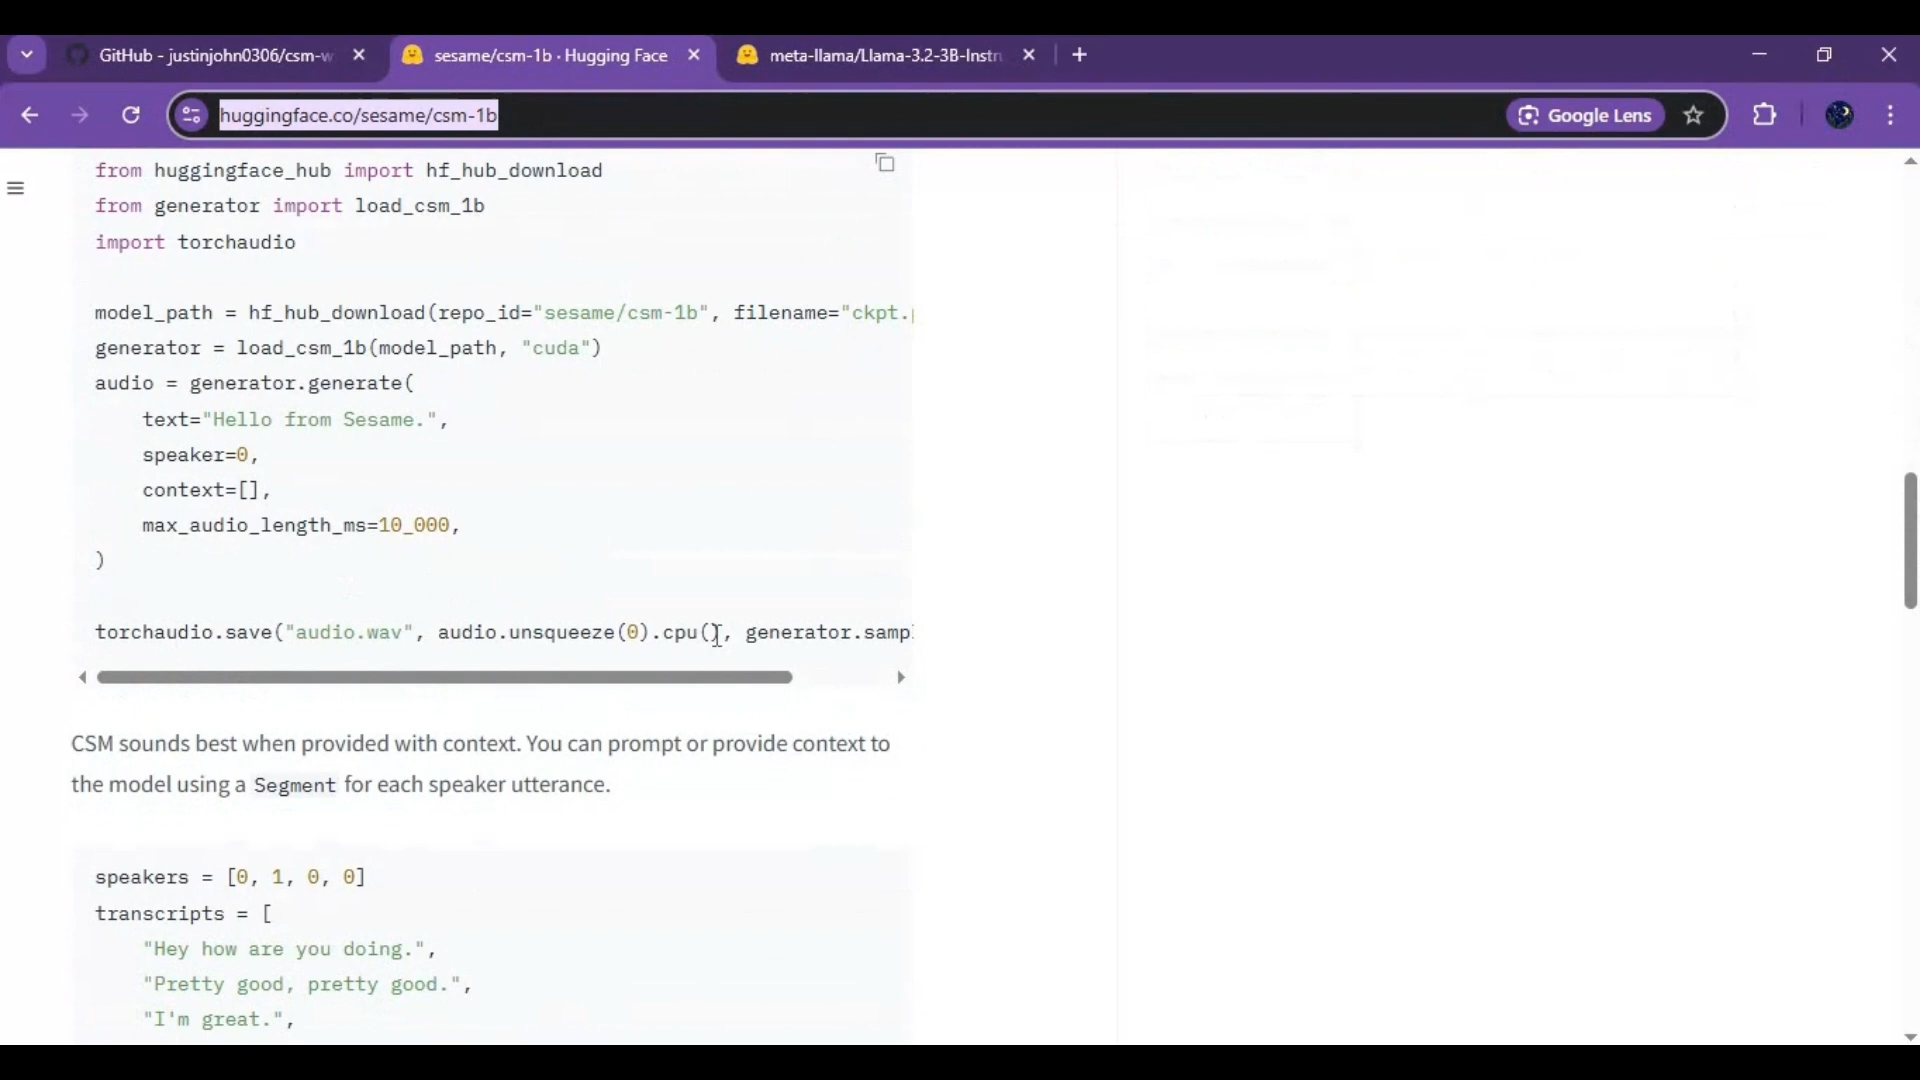 GitHub - justinjohn0306/csm-w
sesame/csm-1b · Hugging Face
meta-llama/Llama-3.2-3B-Instr
huggingface.co/sesame/csm-1b
Google Lens
from huggingface_hub import hf_hub_download
from generator import load_csm_1b
import torchaudio
model_path = hf_hub_download(repo_id="sesame/csm-1b", filename="ckpt.p
generator = load_csm_1b(model_path, "cuda")
audio = generator.generate(
    text="Hello from Sesame.",
    speaker=0,
    context=[],
    max_audio_length_ms=10_000,
)
torchaudio.save("audio.wav", audio.unsqueeze(0).cpu(), generator.sampl
CSM sounds best when provided with context. You can prompt or provide context to
the model using a Segment for each speaker utterance.
speakers = [0, 1, 0, 0]
transcripts = [
    "Hey how are you doing.",
    "Pretty good, pretty good.",
    "I'm great.",